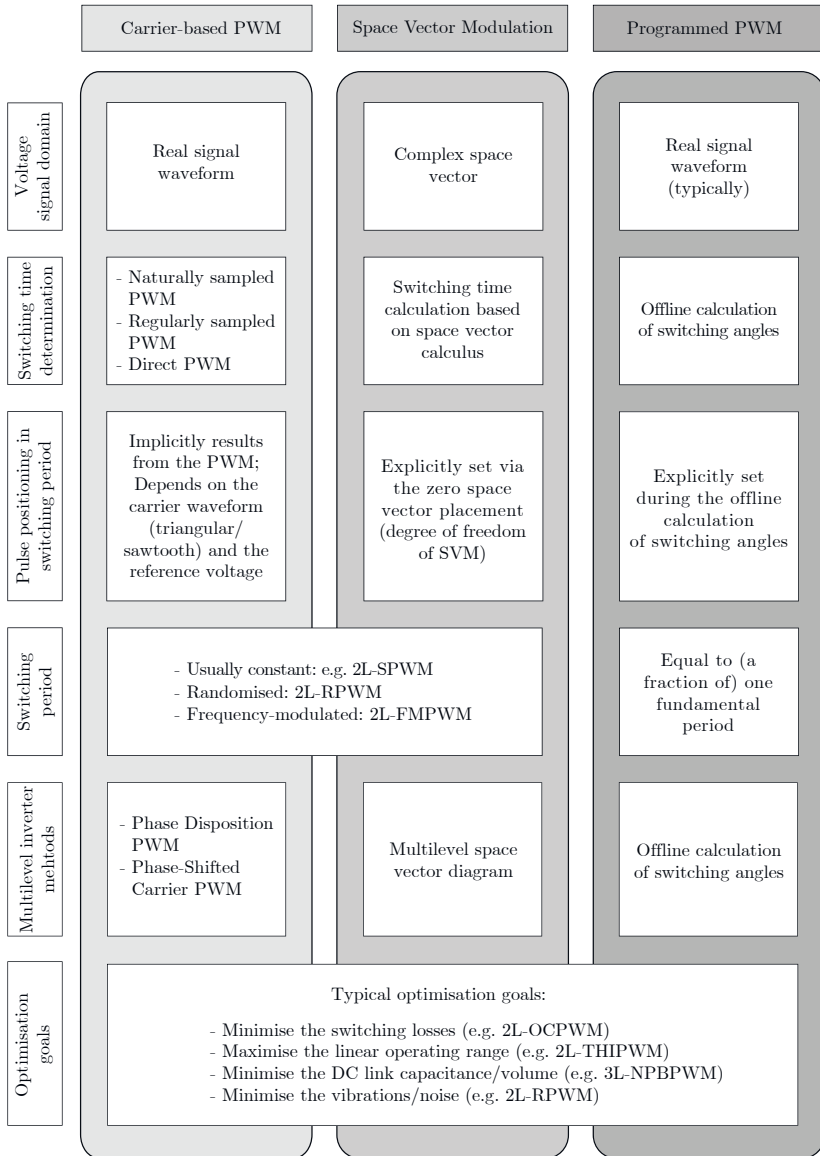 Carrier-based PWM
Space Vector Modulation
Programmed PWM
Voltage
signal domain
Real signal
waveform
Complex space
vector
Real signal
waveform
(typically)
Switching time
determination
- Naturally sampled
PWM
- Regularly sampled
PWM
- Direct PWM
Switching time
calculation based
on space vector
calculus
Offline calculation
of switching angles
Pulse positioning in
switching period
Implicitly results
from the PWM;
Depends on the
carrier waveform
(triangular/
sawtooth) and the
reference voltage
Explicitly set via
the zero space
vector placement
(degree of freedom
of SVM)
Explicitly set
during the offline
calculation
of switching angles
Switching
period
- Usually constant: e.g. 2L-SPWM
- Randomised: 2L-RPWM
- Frequency-modulated: 2L-FMPWM
Equal to (a
fraction of) one
fundamental
period
Multilevel inverter
mehtods
- Phase Disposition
PWM
- Phase-Shifted
Carrier PWM
Multilevel space
vector diagram
Offline calculation
of switching angles
Optimisation
goals
Typical optimisation goals:
- Minimise the switching losses (e.g. 2L-OCPWM)
- Maximise the linear operating range (e.g. 2L-THIPWM)
- Minimise the DC link capacitance/volume (e.g. 3L-NPBPWM)
- Minimise the vibrations/noise (e.g. 2L-RPWM)